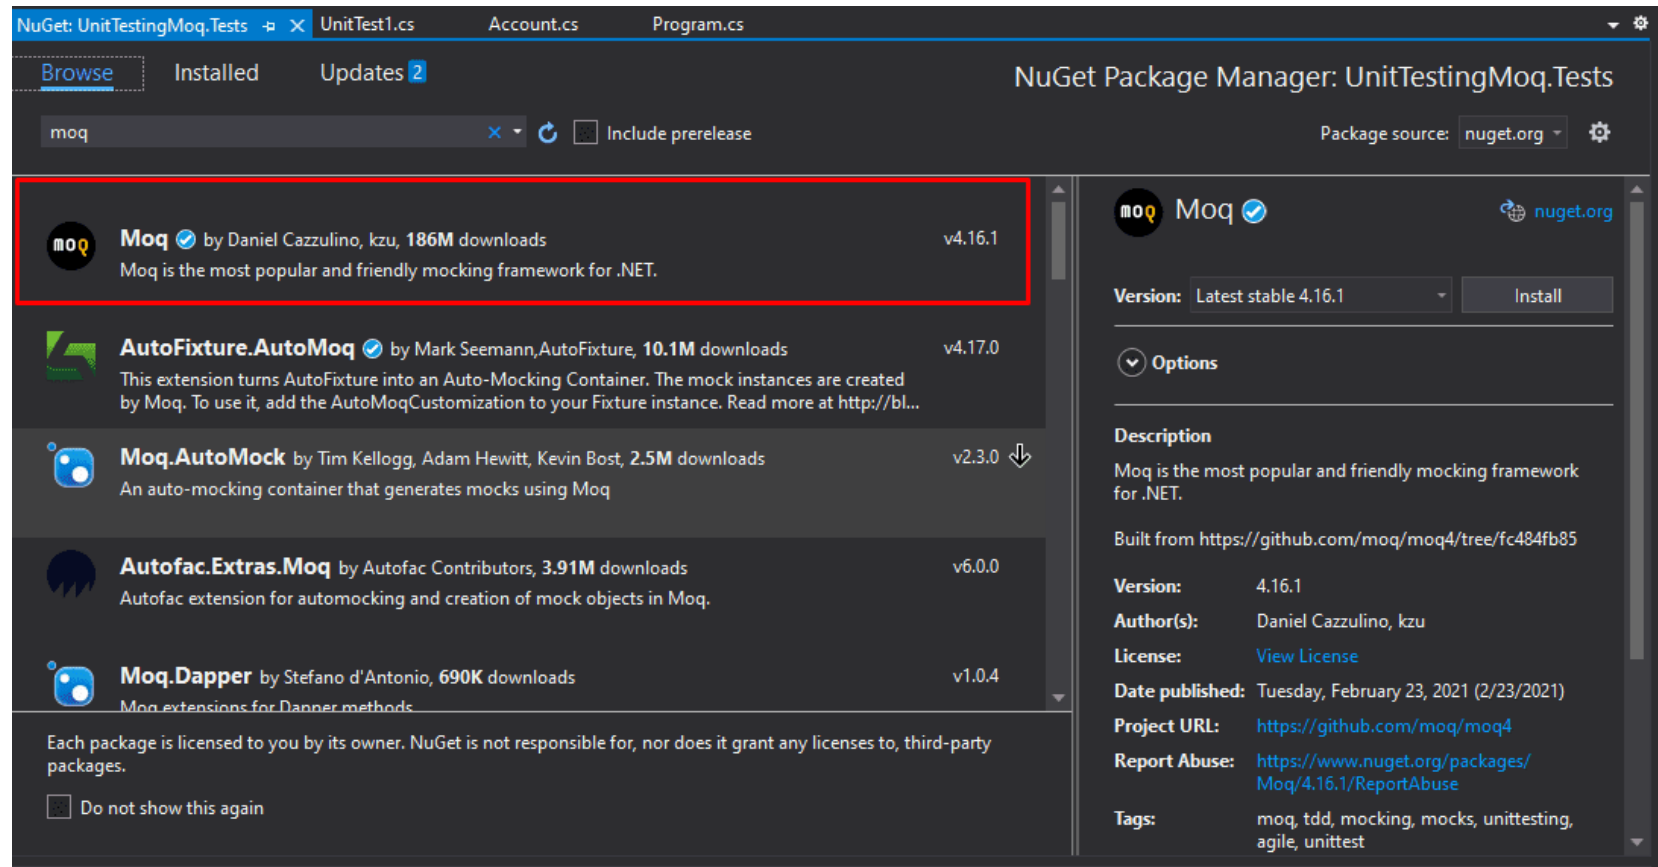 NuGet: UnitTestingMoq.Tests
UnitTest1.cs
Account.cs
Program.cs
Browse
Installed
Updates 2
NuGet Package Manager: UnitTestingMoq.Tests
moq
Include prerelease
Package source: nuget.org
moq
Moq by Daniel Cazzulino, kzu, 186M downloads
v4.16.1
Moq is the most popular and friendly mocking framework for .NET.
AutoFixture.AutoMoq by Mark Seemann,AutoFixture, 10.1M downloads
v4.17.0
This extension turns AutoFixture into an Auto-Mocking Container. The mock instances are created
by Moq. To use it, add the AutoMoqCustomization to your Fixture instance. Read more at http://bl...
Moq.AutoMock by Tim Kellogg, Adam Hewitt, Kevin Bost, 2.5M downloads
v2.3.0
An auto-mocking container that generates mocks using Moq
Autofac.Extras.Moq by Autofac Contributors, 3.91M downloads
v6.0.0
Autofac extension for automocking and creation of mock objects in Moq.
Moq.Dapper by Stefano d'Antonio, 690K downloads
v1.0.4
Moq extensions for Dapper methods.
Each package is licensed to you by its owner. NuGet is not responsible for, nor does it grant any licenses to, third-party
packages.
Do not show this again
moq
Moq
nuget.org
Version: Latest stable 4.16.1
Install
Options
Description
Moq is the most popular and friendly mocking framework
for .NET.
Built from https://github.com/moq/moq4/tree/fc484fb85
Version: 4.16.1
Author(s): Daniel Cazzulino, kzu
License: View License
Date published: Tuesday, February 23, 2021 (2/23/2021)
Project URL: https://github.com/moq/moq4
Report Abuse: https://www.nuget.org/packages/
Moq/4.16.1/ReportAbuse
Tags: moq, tdd, mocking, mocks, unittesting,
agile, unittest